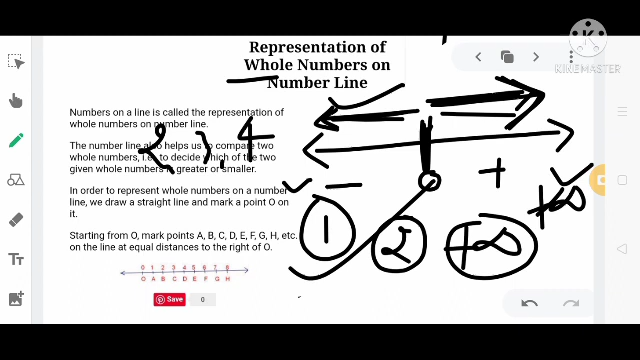 Representation of
Whole Numbers on
Number Line
KINEMASTER
Numbers on a line is called the representation of
whole numbers on number line.
2 , 4
The number line also helps us to compare two
whole numbers, i.e., to decide which of the two
given whole numbers is greater or smaller.
In order to represent whole numbers on a number
line, we draw a straight line and mark a point O on
it.
Starting from O, mark points A, B, C, D, E, F, G, H, etc.
on the line at equal distances to the right of O.
− +
+∞
1 2 +∞
0 1 2 3 4 5 6 7 8
O A B C D E F G H
Save 0
TT